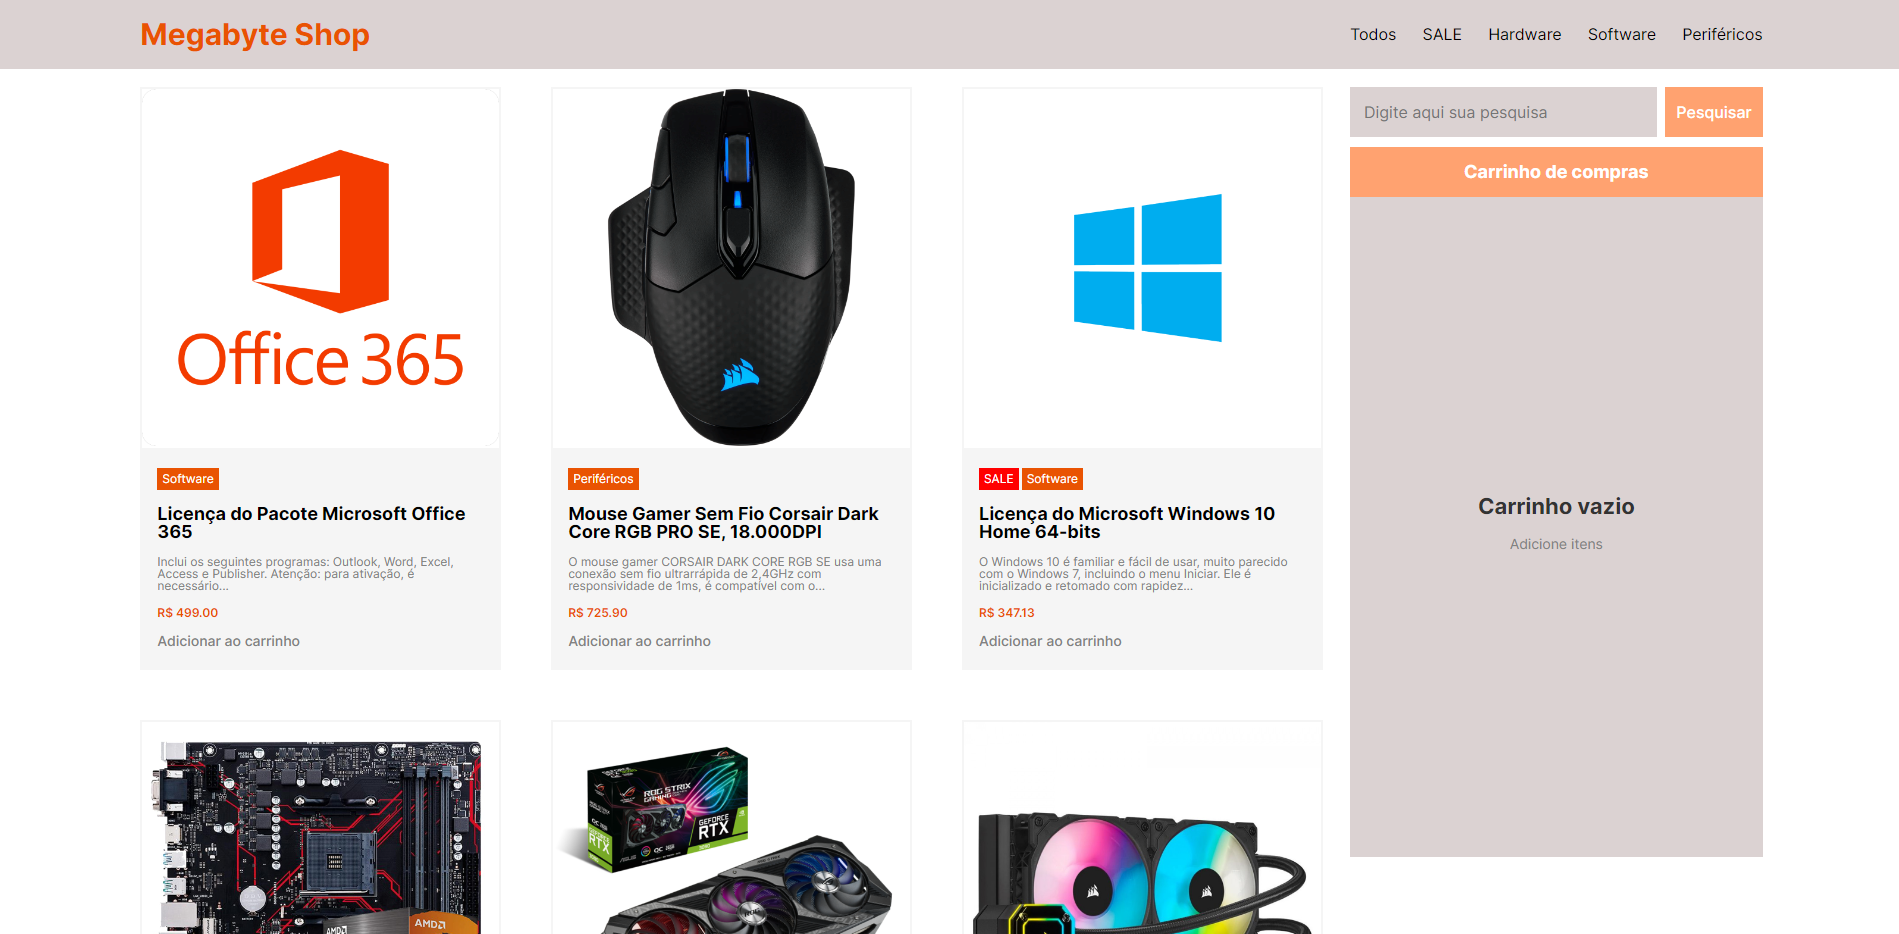 Megabyte Shop
Todos SALE Hardware Software Periféricos
Digite aqui sua pesquisa
Pesquisar
Carrinho de compras
Carrinho vazio
Adicione itens
Office 365
Software
Licença do Pacote Microsoft Office
365
Inclui os seguintes programas: Outlook, Word, Excel,
Access e Publisher. Atenção: para ativação, é
necessário...
R$ 499.00
Adicionar ao carrinho
Periféricos
Mouse Gamer Sem Fio Corsair Dark
Core RGB PRO SE, 18.000DPI
O mouse gamer CORSAIR DARK CORE RGB SE usa uma
conexão sem fio ultrarrápida de 2,4GHz com
responsividade de 1ms, é compatível com o...
R$ 725.90
Adicionar ao carrinho
SALE Software
Licença do Microsoft Windows 10
Home 64-bits
O Windows 10 é familiar e fácil de usar, muito parecido
com o Windows 7, incluindo o menu Iniciar. Ele é
inicializado e retomado com rapidez...
R$ 347.13
Adicionar ao carrinho
AMD
AMD
ROG STRIX
GAMING
GEFORCE
RTX
RTX